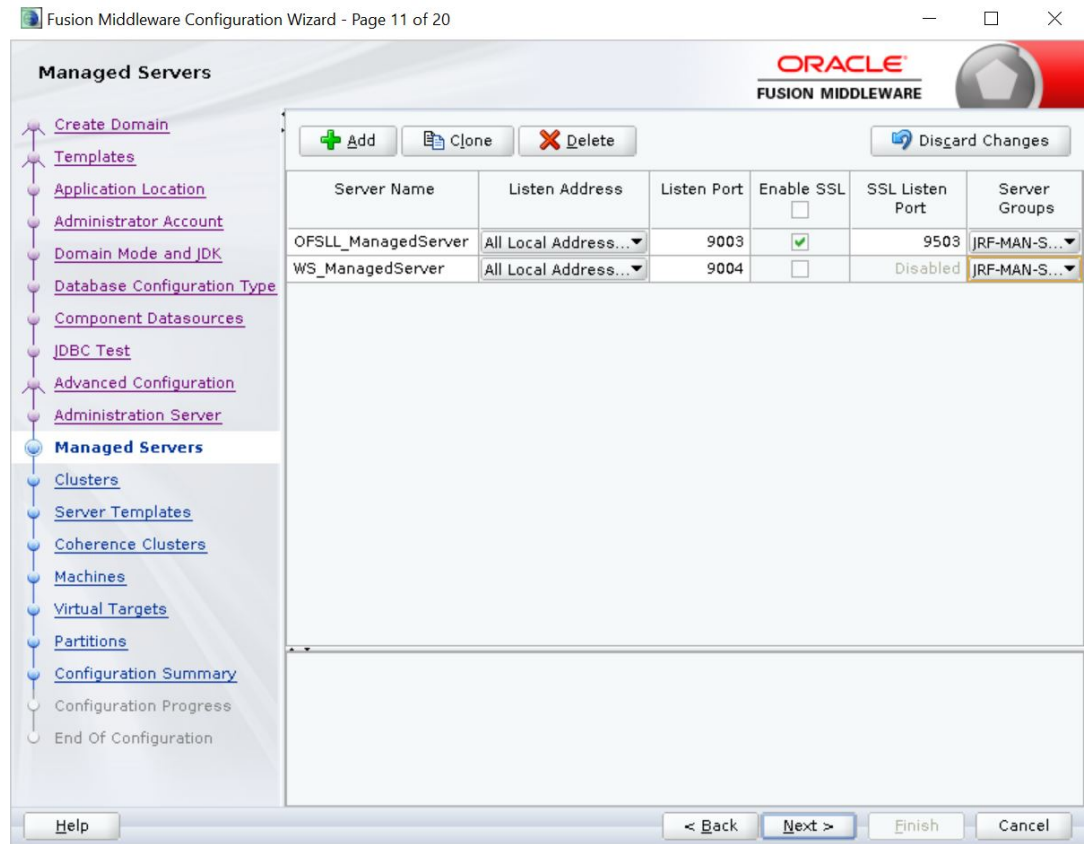 Fusion Middleware Configuration Wizard - Page 11 of 20
Managed Servers
ORACLE
FUSION MIDDLEWARE
Create Domain
Templates
Application Location
Administrator Account
Domain Mode and JDK
Database Configuration Type
Component Datasources
JDBC Test
Advanced Configuration
Administration Server
Managed Servers
Clusters
Server Templates
Coherence Clusters
Machines
Virtual Targets
Partitions
Configuration Summary
Configuration Progress
End Of Configuration
Add Clone Delete Discard Changes
Server Name Listen Address Listen Port Enable SSL SSL Listen Port Server Groups
OFSLL_ManagedServer All Local Address... 9003 9503 JRF-MAN-S...
WS_ManagedServer All Local Address... 9004 Disabled JRF-MAN-S...
Help < Back Next > Finish Cancel